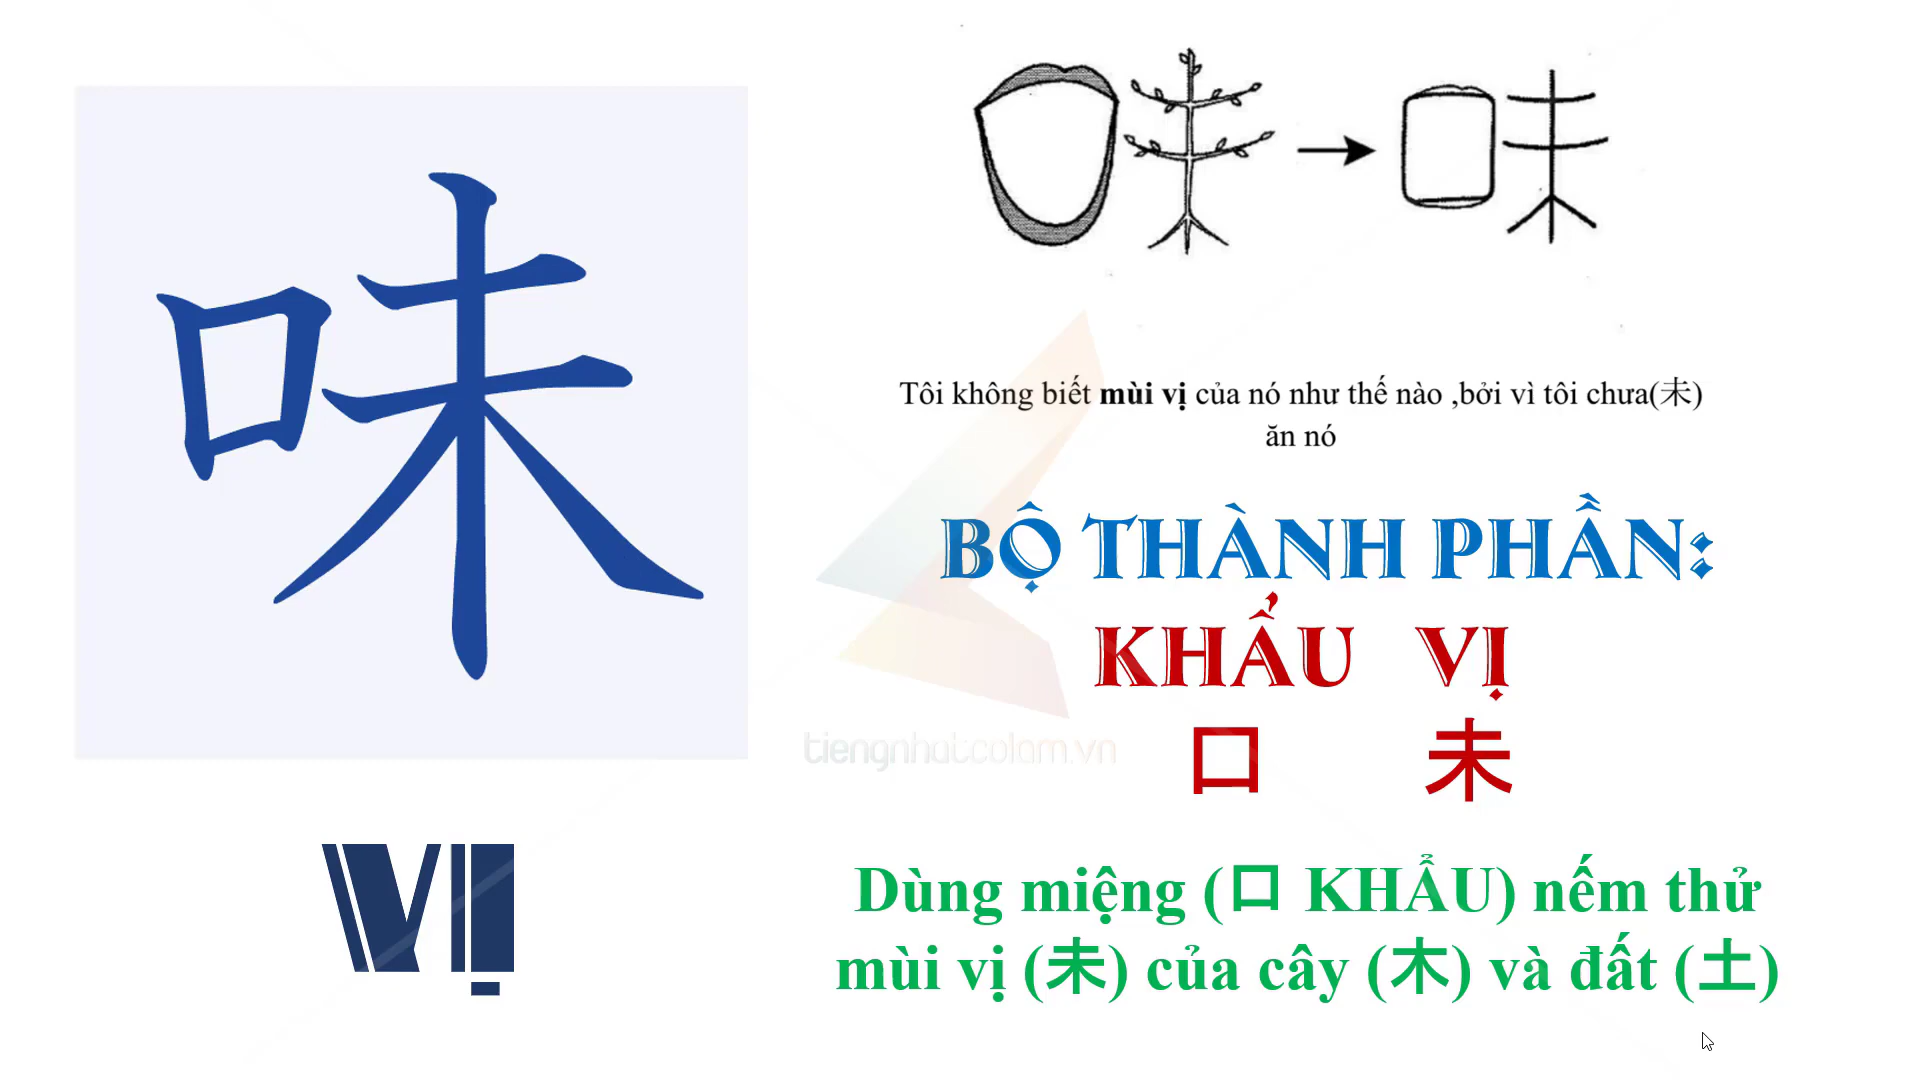 味
Tôi không biết mùi vị của nó như thế nào ,bởi vì tôi chưa(未)
ăn nó
BỘ THÀNH PHẦN:
KHẨU VỊ
口 未
tiengnhatcolam.vn
VỊ
Dùng miệng (口 KHẨU) nếm thử
mùi vị (未) của cây (木) và đất (土)